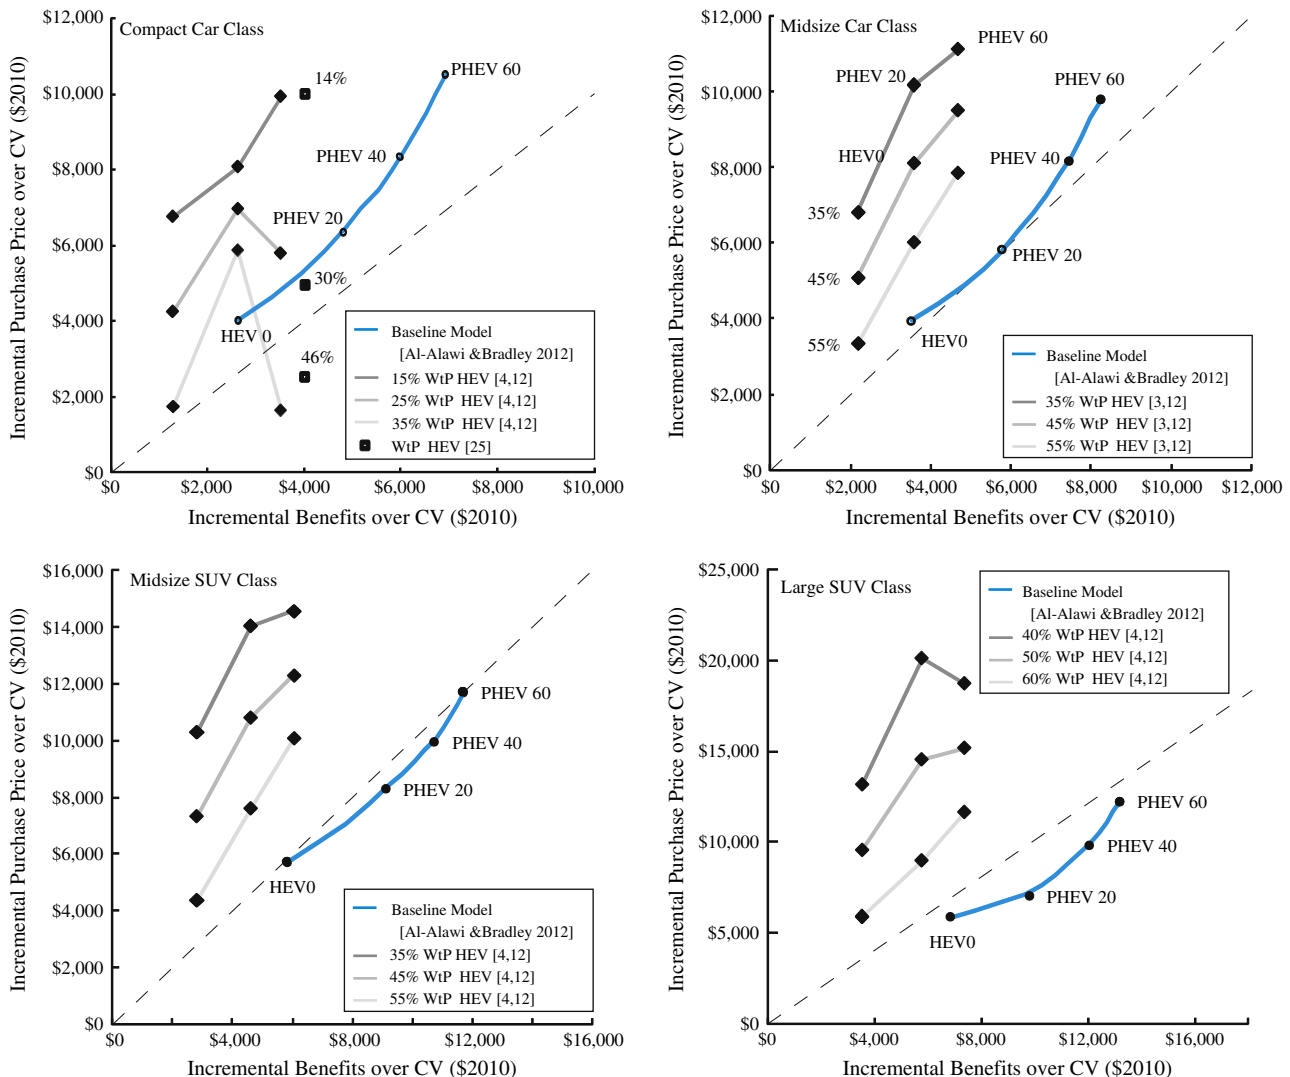 Compact Car Class
Incremental Purchase Price over CV ($2010)
$12,000
$10,000
$8,000
$6,000
$4,000
$2,000
$0
14%
PHEV 60
PHEV 40
PHEV 20
30%
HEV 0
46%
Baseline Model
[Al-Alawi &Bradley 2012]
15% WtP HEV [4,12]
25% WtP HEV [4,12]
35% WtP HEV [4,12]
WtP HEV [25]
$0 $2,000 $4,000 $6,000 $8,000 $10,000
Incremental Benefits over CV ($2010)
Midsize Car Class
Incremental Purchase Price over CV ($2010)
$12,000
$10,000
$8,000
$6,000
$4,000
$2,000
$0
PHEV 60
PHEV 20
PHEV 60
HEV0
PHEV 40
35%
PHEV 20
45%
HEV0
55%
Baseline Model
[Al-Alawi &Bradley 2012]
35% WtP HEV [3,12]
45% WtP HEV [3,12]
55% WtP HEV [3,12]
$0 $2,000 $4,000 $6,000 $8,000 $10,000 $12,000
Incremental Benefits over CV ($2010)
Midsize SUV Class
Incremental Purchase Price over CV ($2010)
$16,000
$14,000
$12,000
$10,000
$8,000
$6,000
$4,000
$2,000
$0
PHEV 60
PHEV 40
PHEV 20
HEV0
Baseline Model
[Al-Alawi &Bradley 2012]
35% WtP HEV [4,12]
45% WtP HEV [4,12]
55% WtP HEV [4,12]
$0 $4,000 $8,000 $12,000 $16,000
Incremental Benefits over CV ($2010)
Large SUV Class
Incremental Purchase Price over CV ($2010)
$25,000
$20,000
$15,000
$10,000
$5,000
$0
Baseline Model
[Al-Alawi &Bradley 2012]
40% WtP HEV [4,12]
50% WtP HEV [4,12]
60% WtP HEV [4,12]
PHEV 60
PHEV 40
PHEV 20
HEV0
$0 $4,000 $8,000 $12,000 $16,000
Incremental Benefits over CV ($2010)